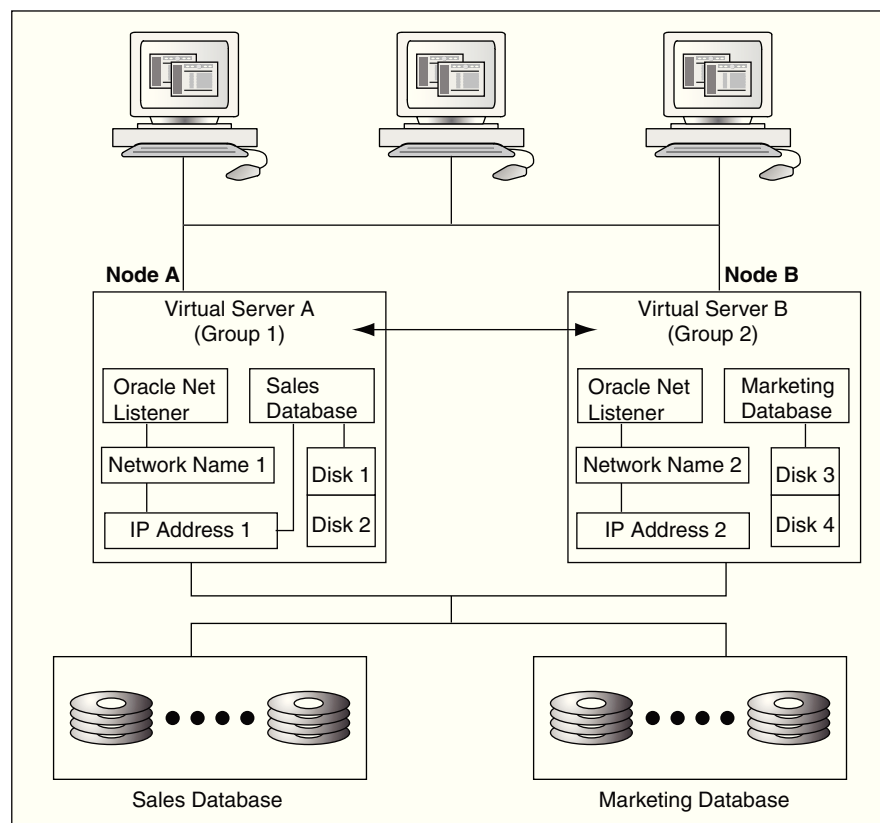 Node A
Node B
Virtual Server A
(Group 1)
Virtual Server B
(Group 2)
Oracle Net
Listener
Sales
Database
Network Name 1
Disk 1
IP Address 1
Disk 2
Oracle Net
Listener
Marketing
Database
Network Name 2
Disk 3
IP Address 2
Disk 4
Sales Database
Marketing Database